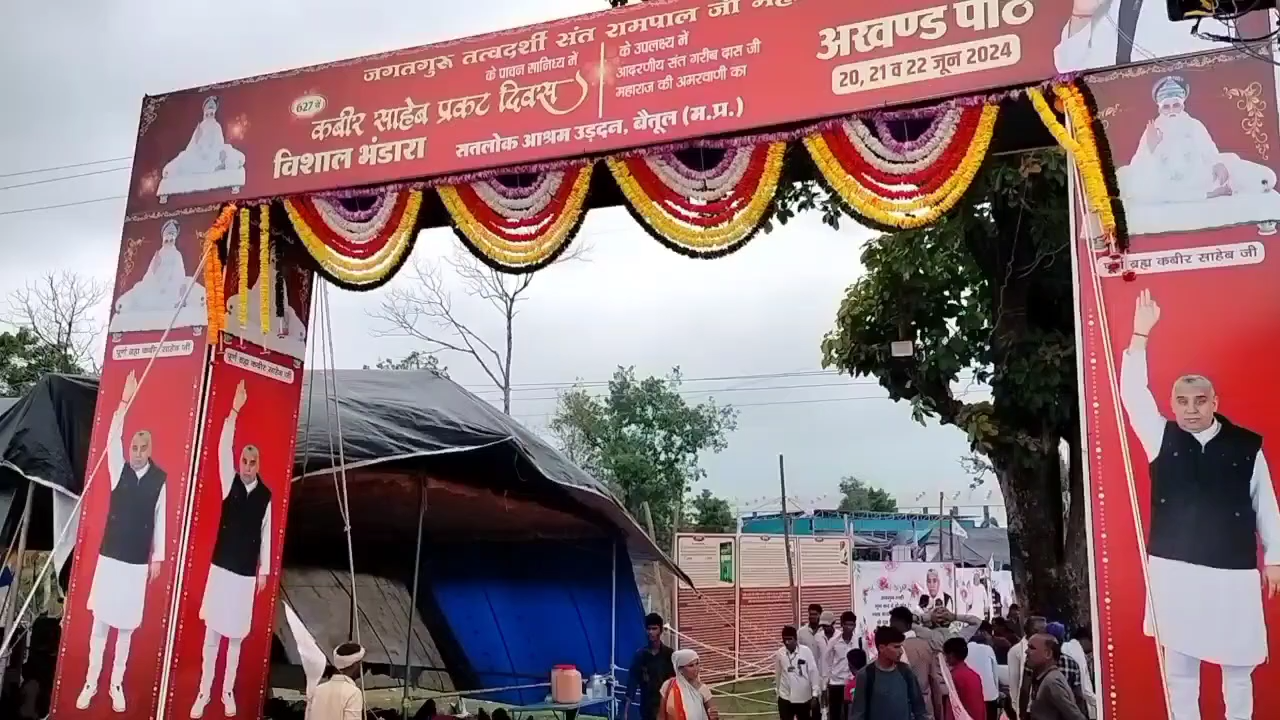 जगतगुरु तत्वदर्शी संत रामपाल जी
के पावन सानिध्य में
627 वें
कबीर साहेब प्रकट दिवस
विशाल भंडारा
के उपलक्ष्य में
आदरणीय संत गरीब दास जी
महाराज की अमरवाणी का
सतलोक आश्रम उड़दन, बैतूल (म.प्र.)
अखण्ड पाठ
20, 21 व 22 जून 2024
पूर्ण ब्रह्म कबीर साहेब जी
पूर्ण ब्रह्म कबीर साहेब जी
पूर्ण ब्रह्म कबीर साहेब जी